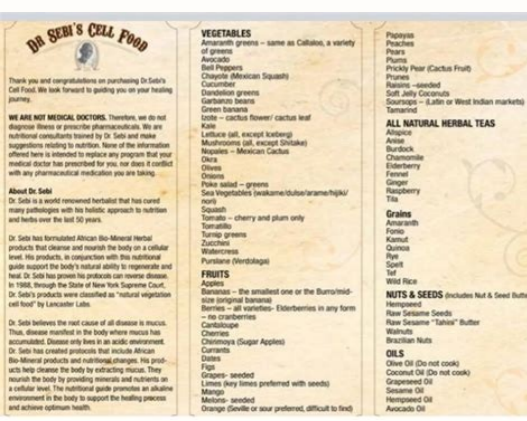 DR SEBI'S CELL FOOD
Thank you and congratulations on purchasing Dr.Sebi's
Cell Food. We look forward to guiding you on your healing
journey.
WE ARE NOT MEDICAL DOCTORS. Therefore, we do not
diagnose illness or prescribe pharmaceuticals. We are
nutritional consultants trained by Dr. Sebi and make
suggestions relating to nutrition. None of the information
offered here is intended to replace any program that your
medical doctor has prescribed for you, nor does it conflict
with any pharmaceutical medication you are taking.
About Dr. Sebi
Dr. Sebi is a world renowned herbalist that has cured
many pathologies with his holistic approach to nutrition
and herbs over the last 50 years.
Dr. Sebi has formulated African Bio-Mineral Herbal
products that cleanse and nourish the body on a cellular
level. His products, in conjunction with this nutritional
guide support the body's natural ability to regenerate and
heal. Dr. Sebi has proven his protocols can reverse disease.
In 1988, through the State of New York Supreme Court,
Dr. Sebi's products were classified as "natural vegetation
cell food" by Lancaster Labs.
Dr. Sebi believes the root cause of all disease is mucus.
Thus, disease manifest in the body where mucus has
accumulated. Disease only lives in an acidic environment.
Dr. Sebi has created protocols that include African
Bio-Mineral products and nutritional changes. His prod-
ucts help cleanse the body by extracting mucus. They
nourish the body by providing minerals and nutrients on
a cellular level. The nutritional guide promotes an alkaline
environment in the body to support the healing process
and achieve optimum health.
VEGETABLES
Amaranth greens – same as Callaloo, a variety
of greens
Avocado
Bell Peppers
Chayote (Mexican Squash)
Cucumber
Dandelion greens
Garbanzo beans
Green banana
Izote – cactus flower/ cactus leaf
Kale
Lettuce (all, except Iceberg)
Mushrooms (all, except Shitake)
Nopales – Mexican Cactus
Okra
Olives
Onions
Poke salad – greens
Sea Vegetables (wakame/dulse/arame/hijiki/
nori)
Squash
Tomato – cherry and plum only
Tomatillo
Turnip greens
Zucchini
Watercress
Purslane (Verdolaga)
FRUITS
Apples
Bananas – the smallest one or the Burro/mid-
size (original banana)
Berries – all varieties- Elderberries in any form
– no cranberries
Cantaloupe
Cherries
Chirimoya (Sugar Apples)
Currants
Dates
Figs
Grapes- seeded
Limes (key limes preferred with seeds)
Mango
Melons- seeded
Orange (Seville or sour preferred, difficult to find)
Papayas
Peaches
Pears
Plums
Prickly Pear (Cactus Fruit)
Prunes
Raisins –seeded
Soft Jelly Coconuts
Soursops – (Latin or West Indian markets)
Tamarind
ALL NATURAL HERBAL TEAS
Allspice
Anise
Burdock
Chamomile
Elderberry
Fennel
Ginger
Raspberry
Tila
Grains
Amaranth
Fonio
Kamut
Quinoa
Rye
Spelt
Tef
Wild Rice
NUTS & SEEDS (Includes Nut & Seed
Hempseed
Raw Sesame Seeds
Raw Sesame "Tahini" Butter
Walnuts
Brazilian Nuts
OILS
Olive Oil (Do not cook)
Coconut Oil (Do not cook)
Grapeseed Oil
Sesame Oil
Hempseed Oil
Avocado Oil